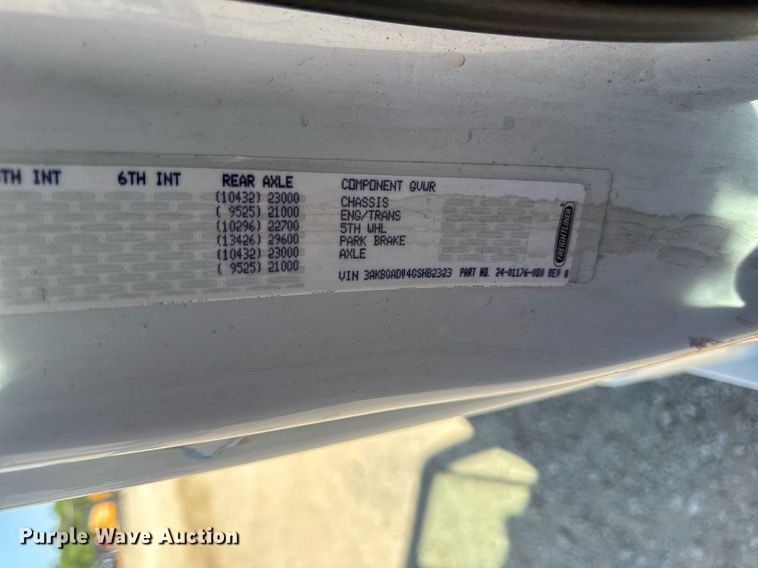 TH INT 6TH INT REAR AXLE COMPONENT GVWR
(10432) 23000 CHASSIS
( 9525) 21000 ENG/TRANS
(10296) 22700 5TH WHL
(13426) 29600 PARK BRAKE
(10432) 23000 AXLE
( 9525) 21000
VIN 3AKBGADV4GSHB2323 PART NO. 24-01176-080 REV
FREIGHTLINER
Purple Wave Auction